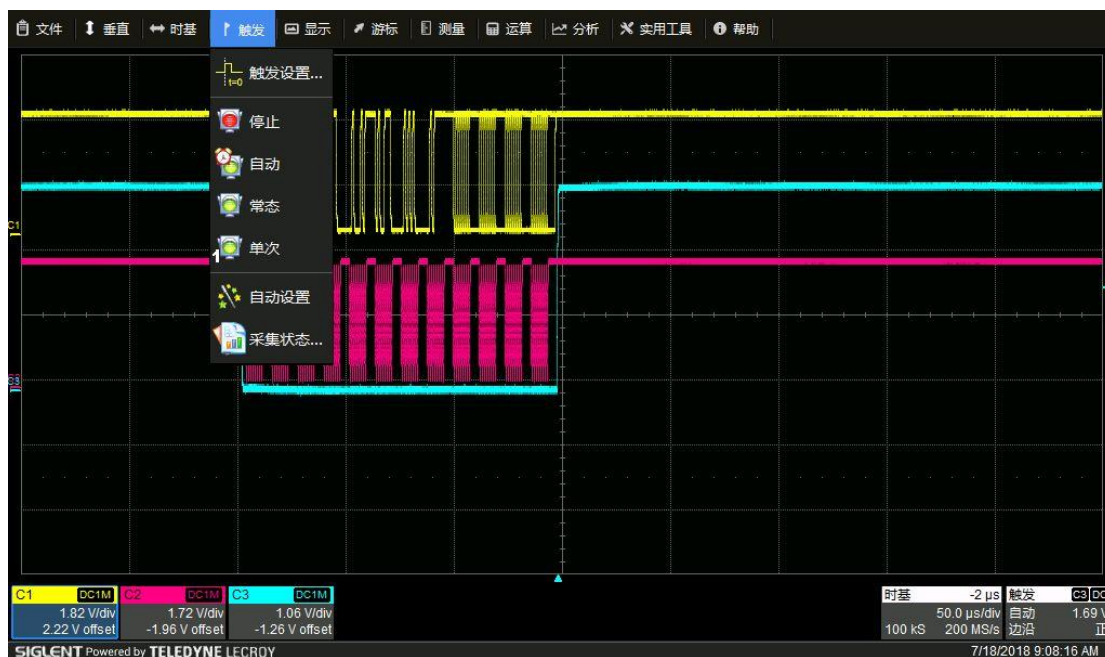 文件 垂直 时基 触发 显示 游标 测量 运算 分析 实用工具 帮助
t=0 触发设置...
停止
自动
常态
1 单次
自动设置
采集状态...
C1
C3
C1 DC1M C2 DC1M C3 DC1M
1.82 V/div 1.72 V/div 1.06 V/div
2.22 V offset -1.96 V offset -1.26 V offset
时基 -2 µs 触发 C3 DC
50.0 µs/div 自动 1.69 V
100 kS 200 MS/s 边沿 正
SIGLENT Powered by TELEDYNE LECROY 7/18/2018 9:08:16 AM